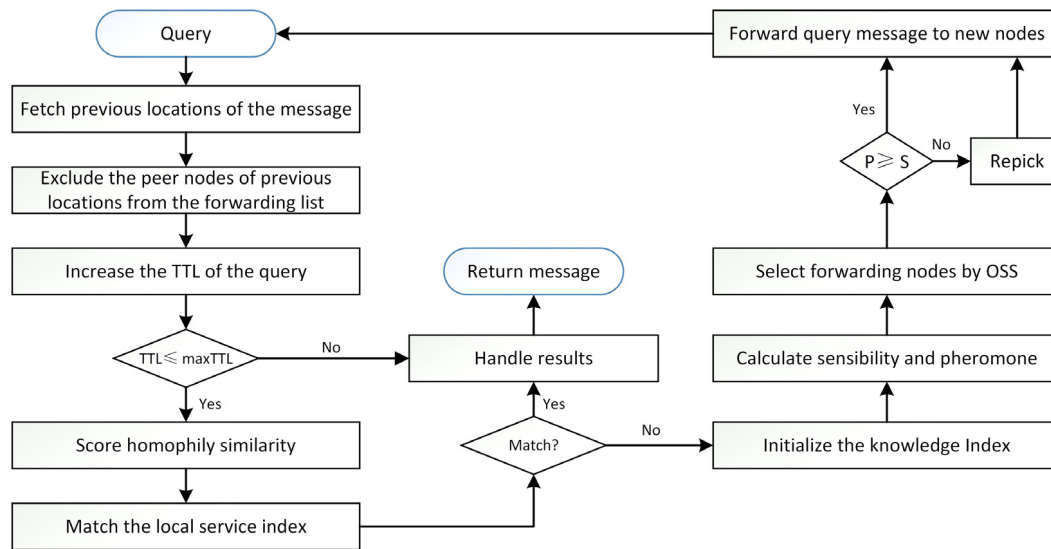 Query
Fetch previous locations of the message
Exclude the peer nodes of previous
locations from the forwarding list
Increase the TTL of the query
TTL≤ maxTTL
No
Yes
Score homophily similarity
Match the local service index
Return message
Handle results
Yes
Match?
No
Forward query message to new nodes
Yes
P ≥ S
No
Repick
Select forwarding nodes by OSS
Calculate sensibility and pheromone
Initialize the knowledge Index